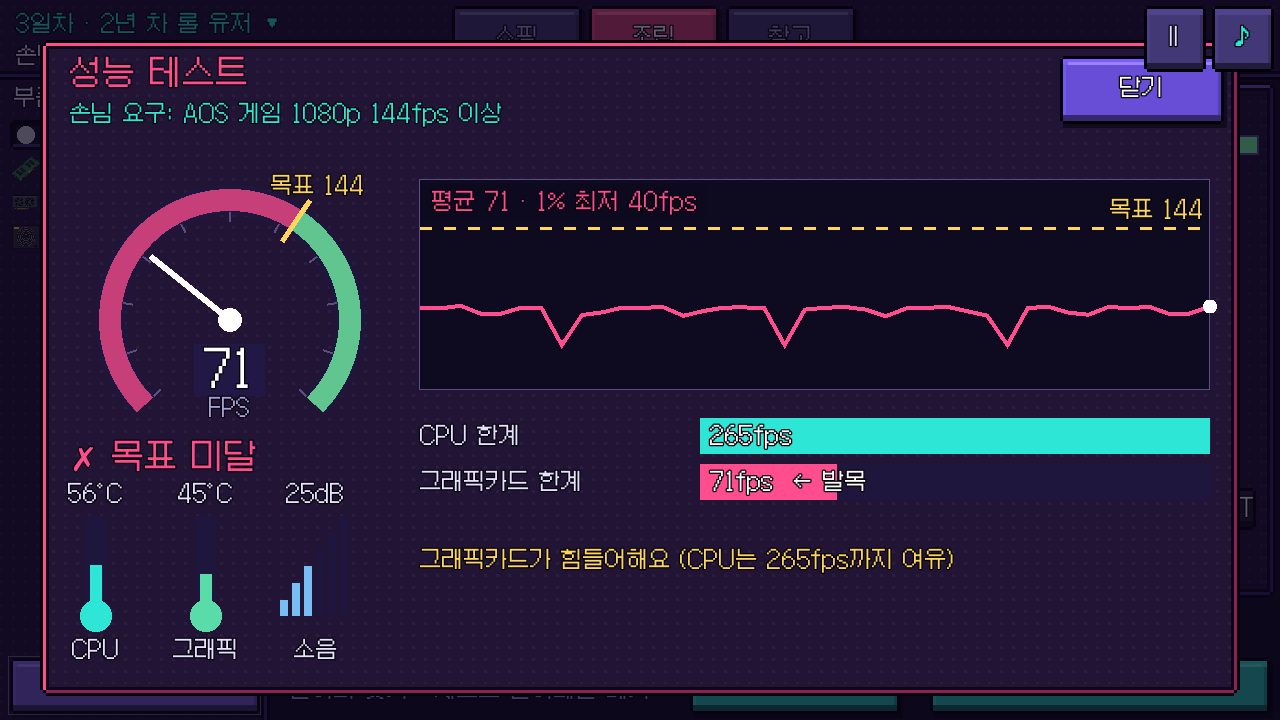 3일차 · 2년 차 롤 유저 ▼
쇼핑
조립
창고
||
♪
성능 테스트
닫기
손님 요구: AOS 게임 1080p 144fps 이상
목표 144
평균 71 · 1% 최저 40fps
목표 144
71
FPS
CPU 한계
265fps
✗ 목표 미달
그래픽카드 한계
71fps ← 발목
56°C
45°C
25dB
그래픽카드가 힘들어해요 (CPU는 265fps까지 여유)
CPU
그래픽
소음